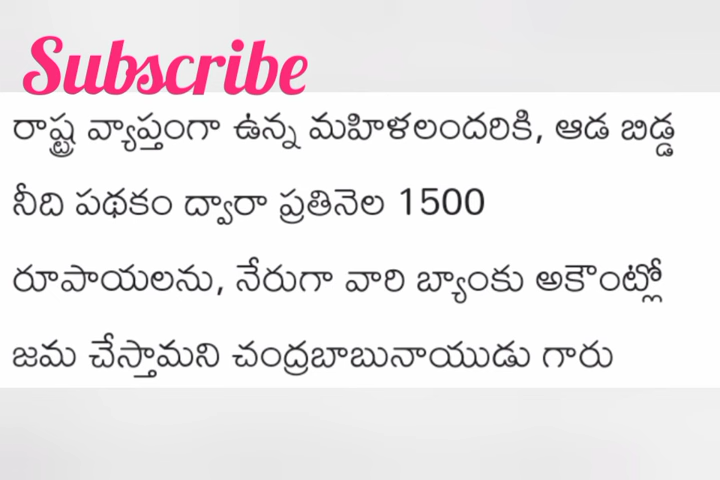 Subscribe
రాష్ట్ర వ్యాప్తంగా ఉన్న మహిళలందరికి, ఆడ బిడ్డ
నీది పథకం ద్వారా ప్రతినెల 1500
రూపాయలను, నేరుగా వారి బ్యాంకు అకౌంట్లో
జమ చేస్తామని చంద్రబాబునాయుడు గారు